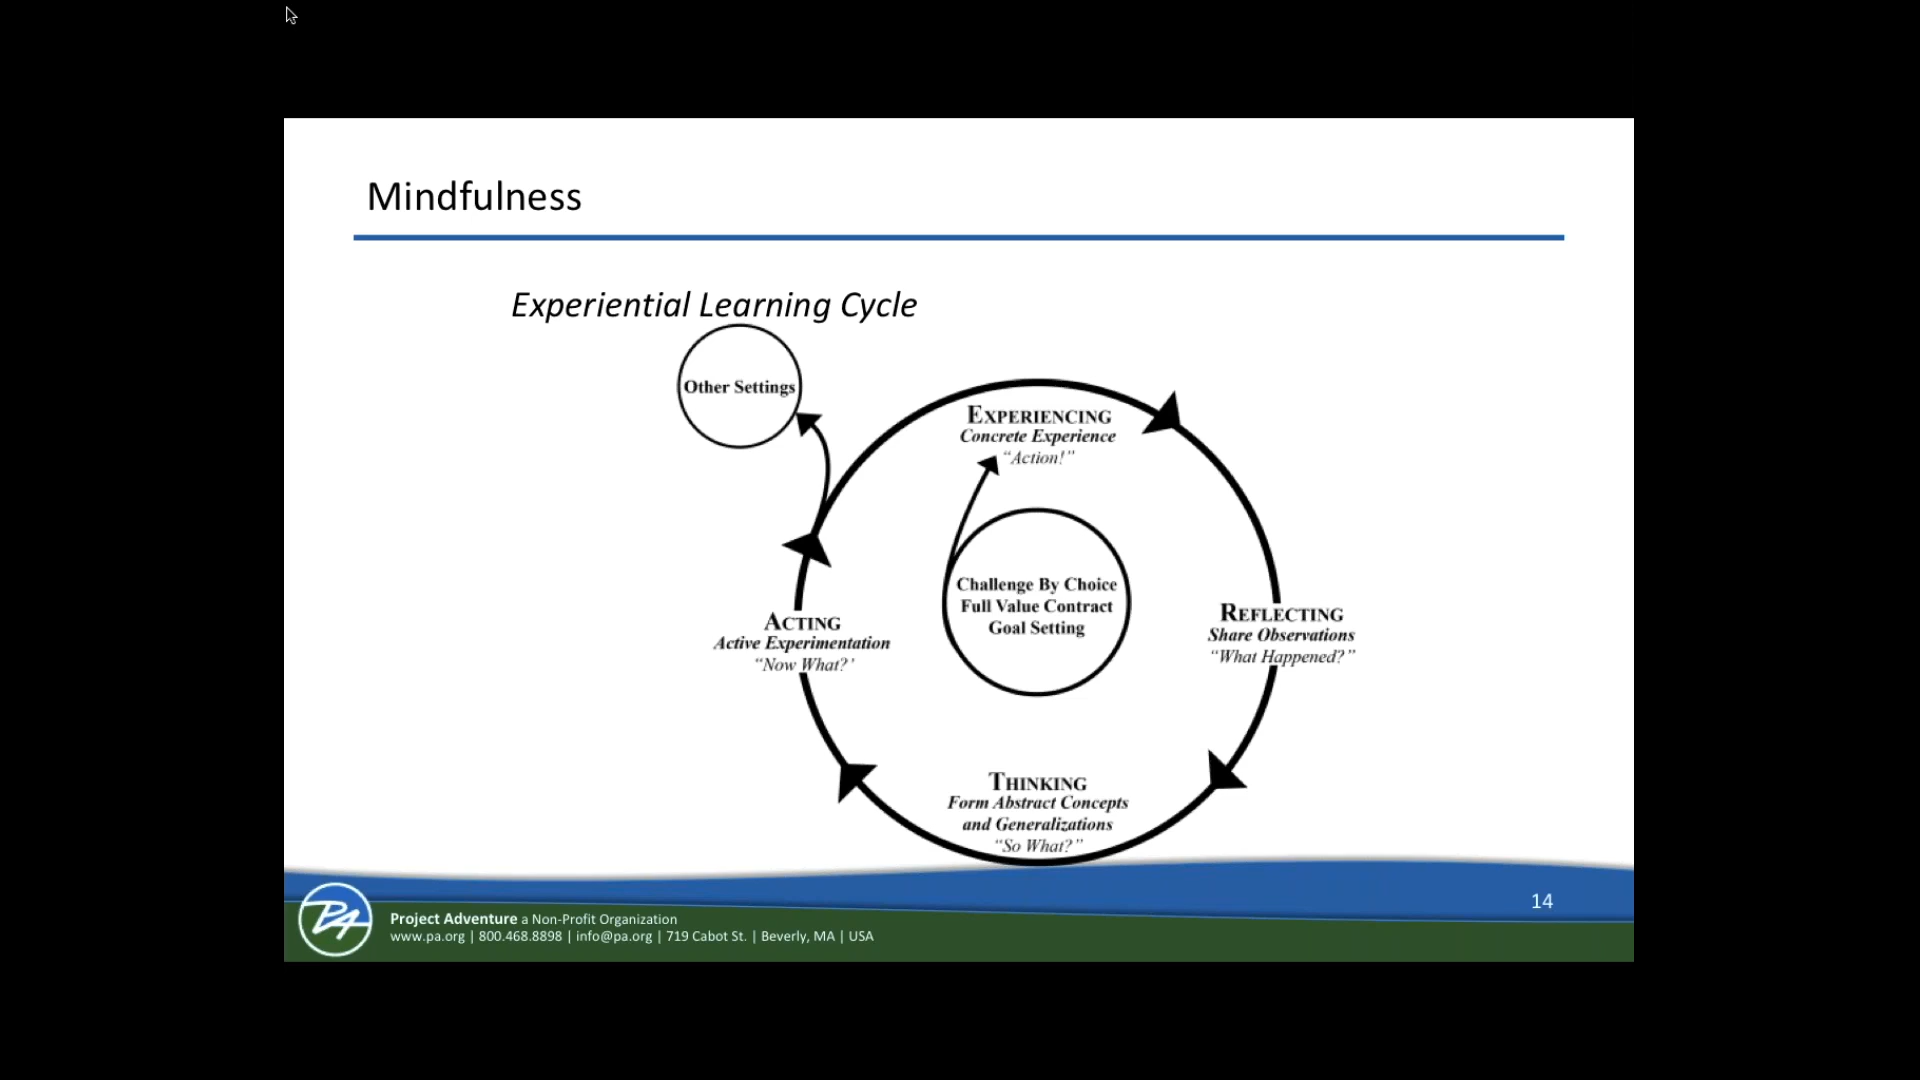 Mindfulness
Experiential Learning Cycle
Other Settings
EXPERIENCING
Concrete Experience
“Action!”
Challenge By Choice
Full Value Contract
Goal Setting
REFLECTING
Share Observations
“What Happened?”
ACTING
Active Experimentation
“Now What?'
THINKING
Form Abstract Concepts
and Generalizations
“So What?”
14
PA
Project Adventure a Non-Profit Organization
www.pa.org | 800.468.8898 | info@pa.org | 719 Cabot St. | Beverly, MA | USA